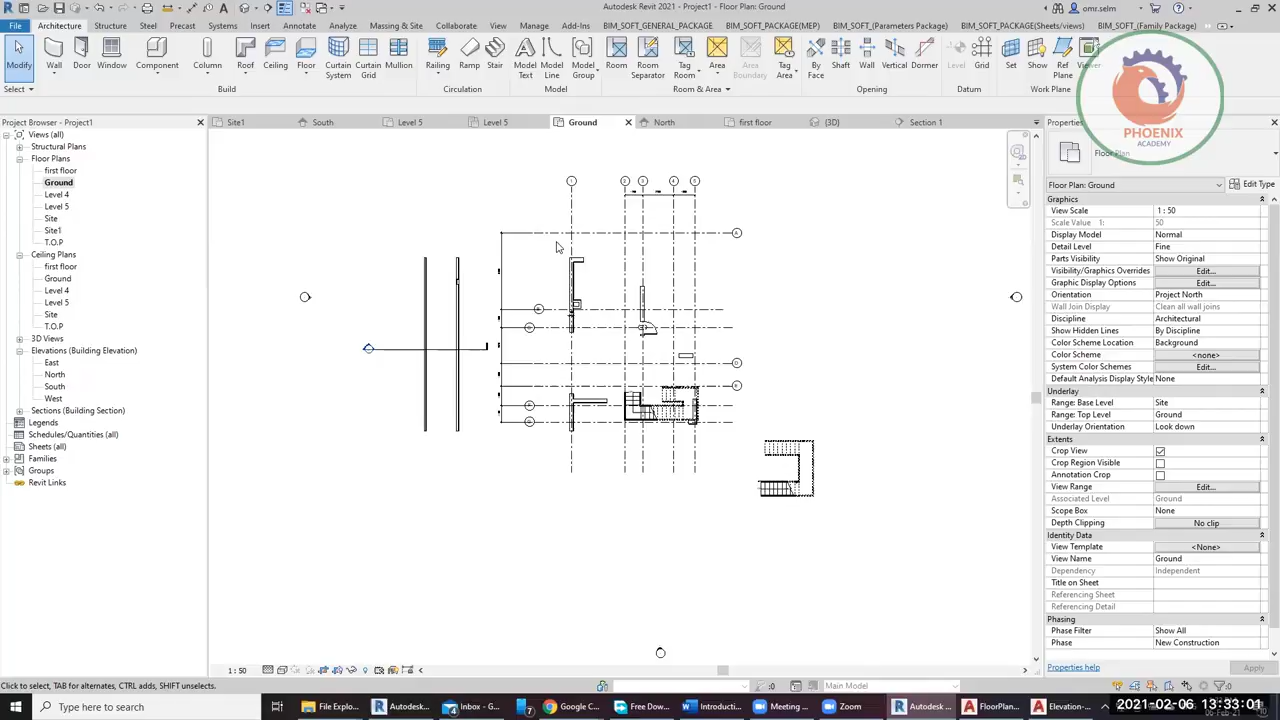 Autodesk Revit 2021 - Project1 - Floor Plan: Ground
omr.selm
File Architecture Structure Steel Precast Systems Insert Annotate Analyze Massing & Site Collaborate View Manage Add-Ins BIM_SOFT_GENERAL_PACKAGE BIM_SOFT_PACKAGE(MEP) BIM_SOFT_(Parameters Package) BIM_SOFT_PACKAGE(Sheets/views) BIM_SOFT_(Family Package)
Modify Wall Door Window Component Column Roof Ceiling Floor Curtain System Curtain Grid Mullion Railing Ramp Stair Model Text Model Line Model Group Room Room Separator Tag Room Area Area Boundary Tag Area By Face Shaft Wall Vertical Dormer Level Grid Set Show Ref Plane Viewer
Select Build Circulation Model Room & Area Opening Datum Work Plane
PHOENIX
ACADEMY
Project Browser - Project1
Site1 South Level 5 Level 5 Ground North first floor {3D} Section 1
Properties
Views (all)
Structural Plans
Floor Plans
first floor
Ground
Level 4
Level 5
Site
Site1
T.O.P
Ceiling Plans
first floor
Ground
Level 4
Level 5
Site
T.O.P
3D Views
Elevations (Building Elevation)
East
North
South
West
Sections (Building Section)
Legends
Schedules/Quantities (all)
Sheets (all)
Families
Groups
Revit Links
1 2 3 4 5
A
D
Floor Plan
Floor Plan: Ground Edit Type
Graphics
View Scale 1 : 50
Scale Value 1: 50
Display Model Normal
Detail Level Fine
Parts Visibility Show Original
Visibility/Graphics Overrides Edit...
Graphic Display Options Edit...
Orientation Project North
Wall Join Display Clean all wall joins
Discipline Architectural
Show Hidden Lines By Discipline
Color Scheme Location Background
Color Scheme <none>
System Color Schemes Edit...
Default Analysis Display Style None
Underlay
Range: Base Level Site
Range: Top Level Ground
Underlay Orientation Look down
Extents
Crop View
Crop Region Visible
Annotation Crop
View Range Edit...
Associated Level Ground
Scope Box None
Depth Clipping No clip
Identity Data
View Template <None>
View Name Ground
Dependency Independent
Title on Sheet
Referencing Sheet
Referencing Detail
Phasing
Phase Filter Show All
Phase New Construction
Properties help Apply
1 : 50
Click to select, TAB for alternates, CTRL adds, SHIFT unselects. :0 Main Model :0
Type here to search File Explo... Autodesk... Inbox - G... 7 Google C... Free Dow... Introducti... Meeting ... Zoom Autodesk ... FloorPlan... Elevation-...
2021-02-06 13:33:01